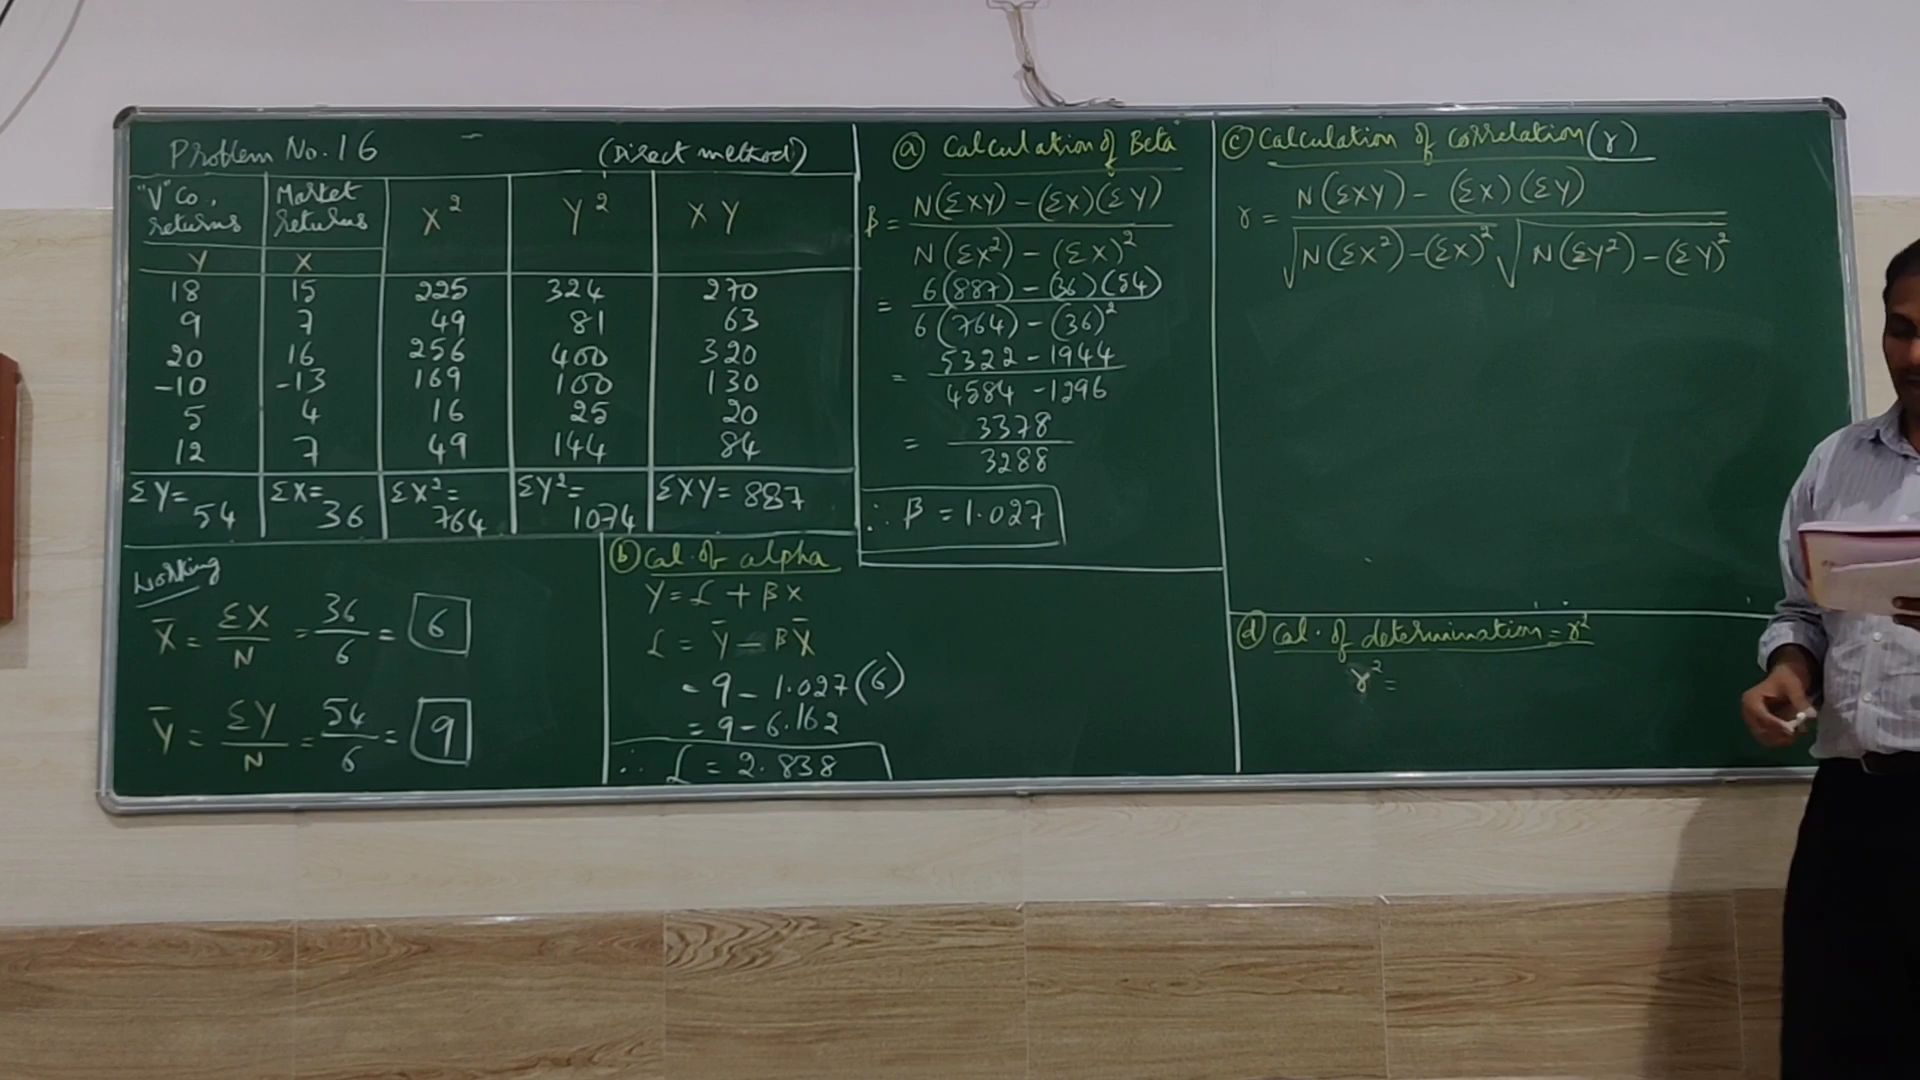 Problem No. 16 (Direct method)
"V" Co. returns Market returns X² Y² XY
Y X
18 15 225 324 270
9 7 49 81 63
20 16 256 400 320
-10 -13 169 100 130
5 4 16 25 20
12 7 49 144 84
ΣY= 54 ΣX= 36 ΣX²= 764 ΣY²= 1074 ΣXY= 887
Working
X̄ = ΣX/N = 36/6 = 6
Ȳ = ΣY/N = 54/6 = 9
(b) Cal. of alpha
Y = α + βX
α = Ȳ - βX̄
= 9 - 1.027(6)
= 9 - 6.162
∴ α = 2.838
(a) Calculation of Beta
β = N(ΣXY) - (ΣX)(ΣY) / N(ΣX²) - (ΣX)²
= 6(887) - (36)(54) / 6(764) - (36)²
= 5322 - 1944 / 4584 - 1296
= 3378 / 3288
∴ β = 1.027
(c) Calculation of correlation (r)
r = N(ΣXY) - (ΣX)(ΣY) / √N(ΣX²) - (ΣX)² √N(ΣY²) - (ΣY)²
(d) Cal. of determination = r²
r² =